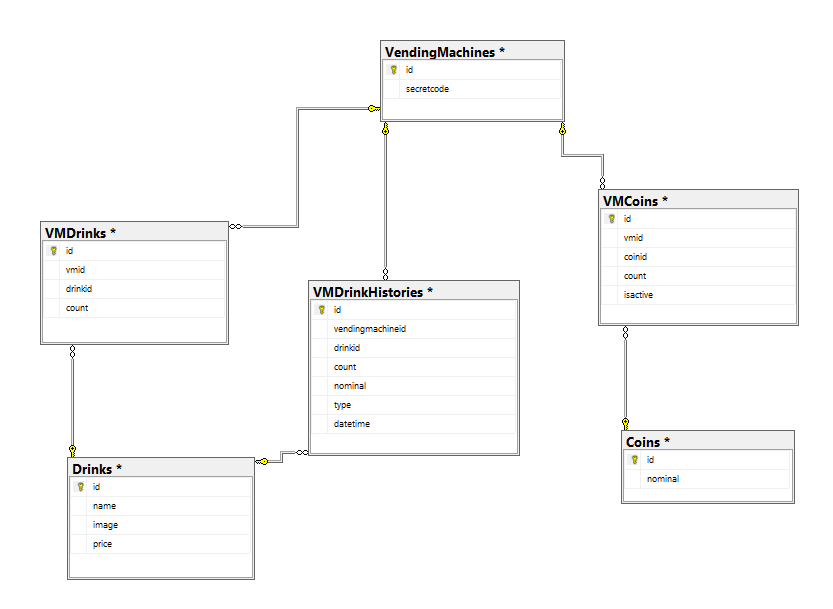 VendingMachines *
id
secretcode
VMDrinks *
id
vmid
drinkid
count
VMDrinkHistories *
id
vendingmachineid
drinkid
count
nominal
type
datetime
VMCoins *
id
vmid
coinid
count
isactive
Drinks *
id
name
image
price
Coins *
id
nominal